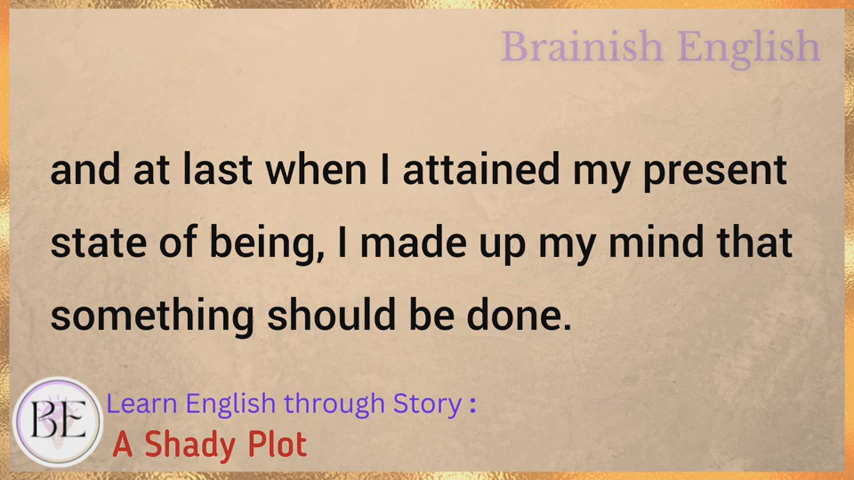 Brainish English
and at last when I attained my present
state of being, I made up my mind that
something should be done.
BE
Learn English through Story :
A Shady Plot